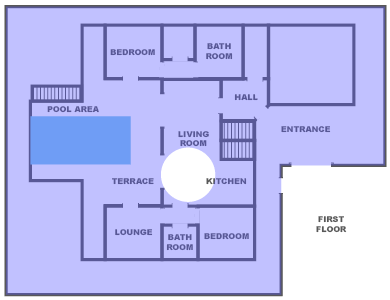 BEDROOM
BATH
ROOM
HALL
POOL AREA
ENTRANCE
LIVING
ROOM
TERRACE
KITCHEN
FIRST
FLOOR
LOUNGE
BATH
ROOM
BEDROOM